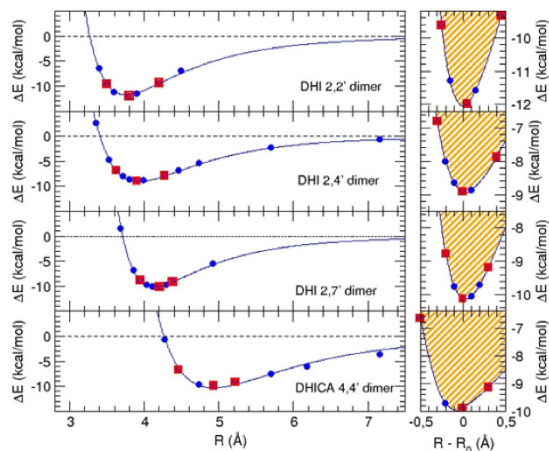 ΔE (kcal/mol)
0
-5
-10
DHI 2,2' dimer
-9
-10
-11
-12
ΔE (kcal/mol)
ΔE (kcal/mol)
0
-5
-10
DHI 2,4' dimer
-7
-8
-9
ΔE (kcal/mol)
ΔE (kcal/mol)
0
-5
-10
DHI 2,7' dimer
-8
-9
-10
ΔE (kcal/mol)
ΔE (kcal/mol)
0
-5
-10
DHICA 4,4' dimer
-7
-8
-9
-10
ΔE (kcal/mol)
3 4 5 6 7
R (Å)
-0,5 0 0,5
R - R₀ (Å)